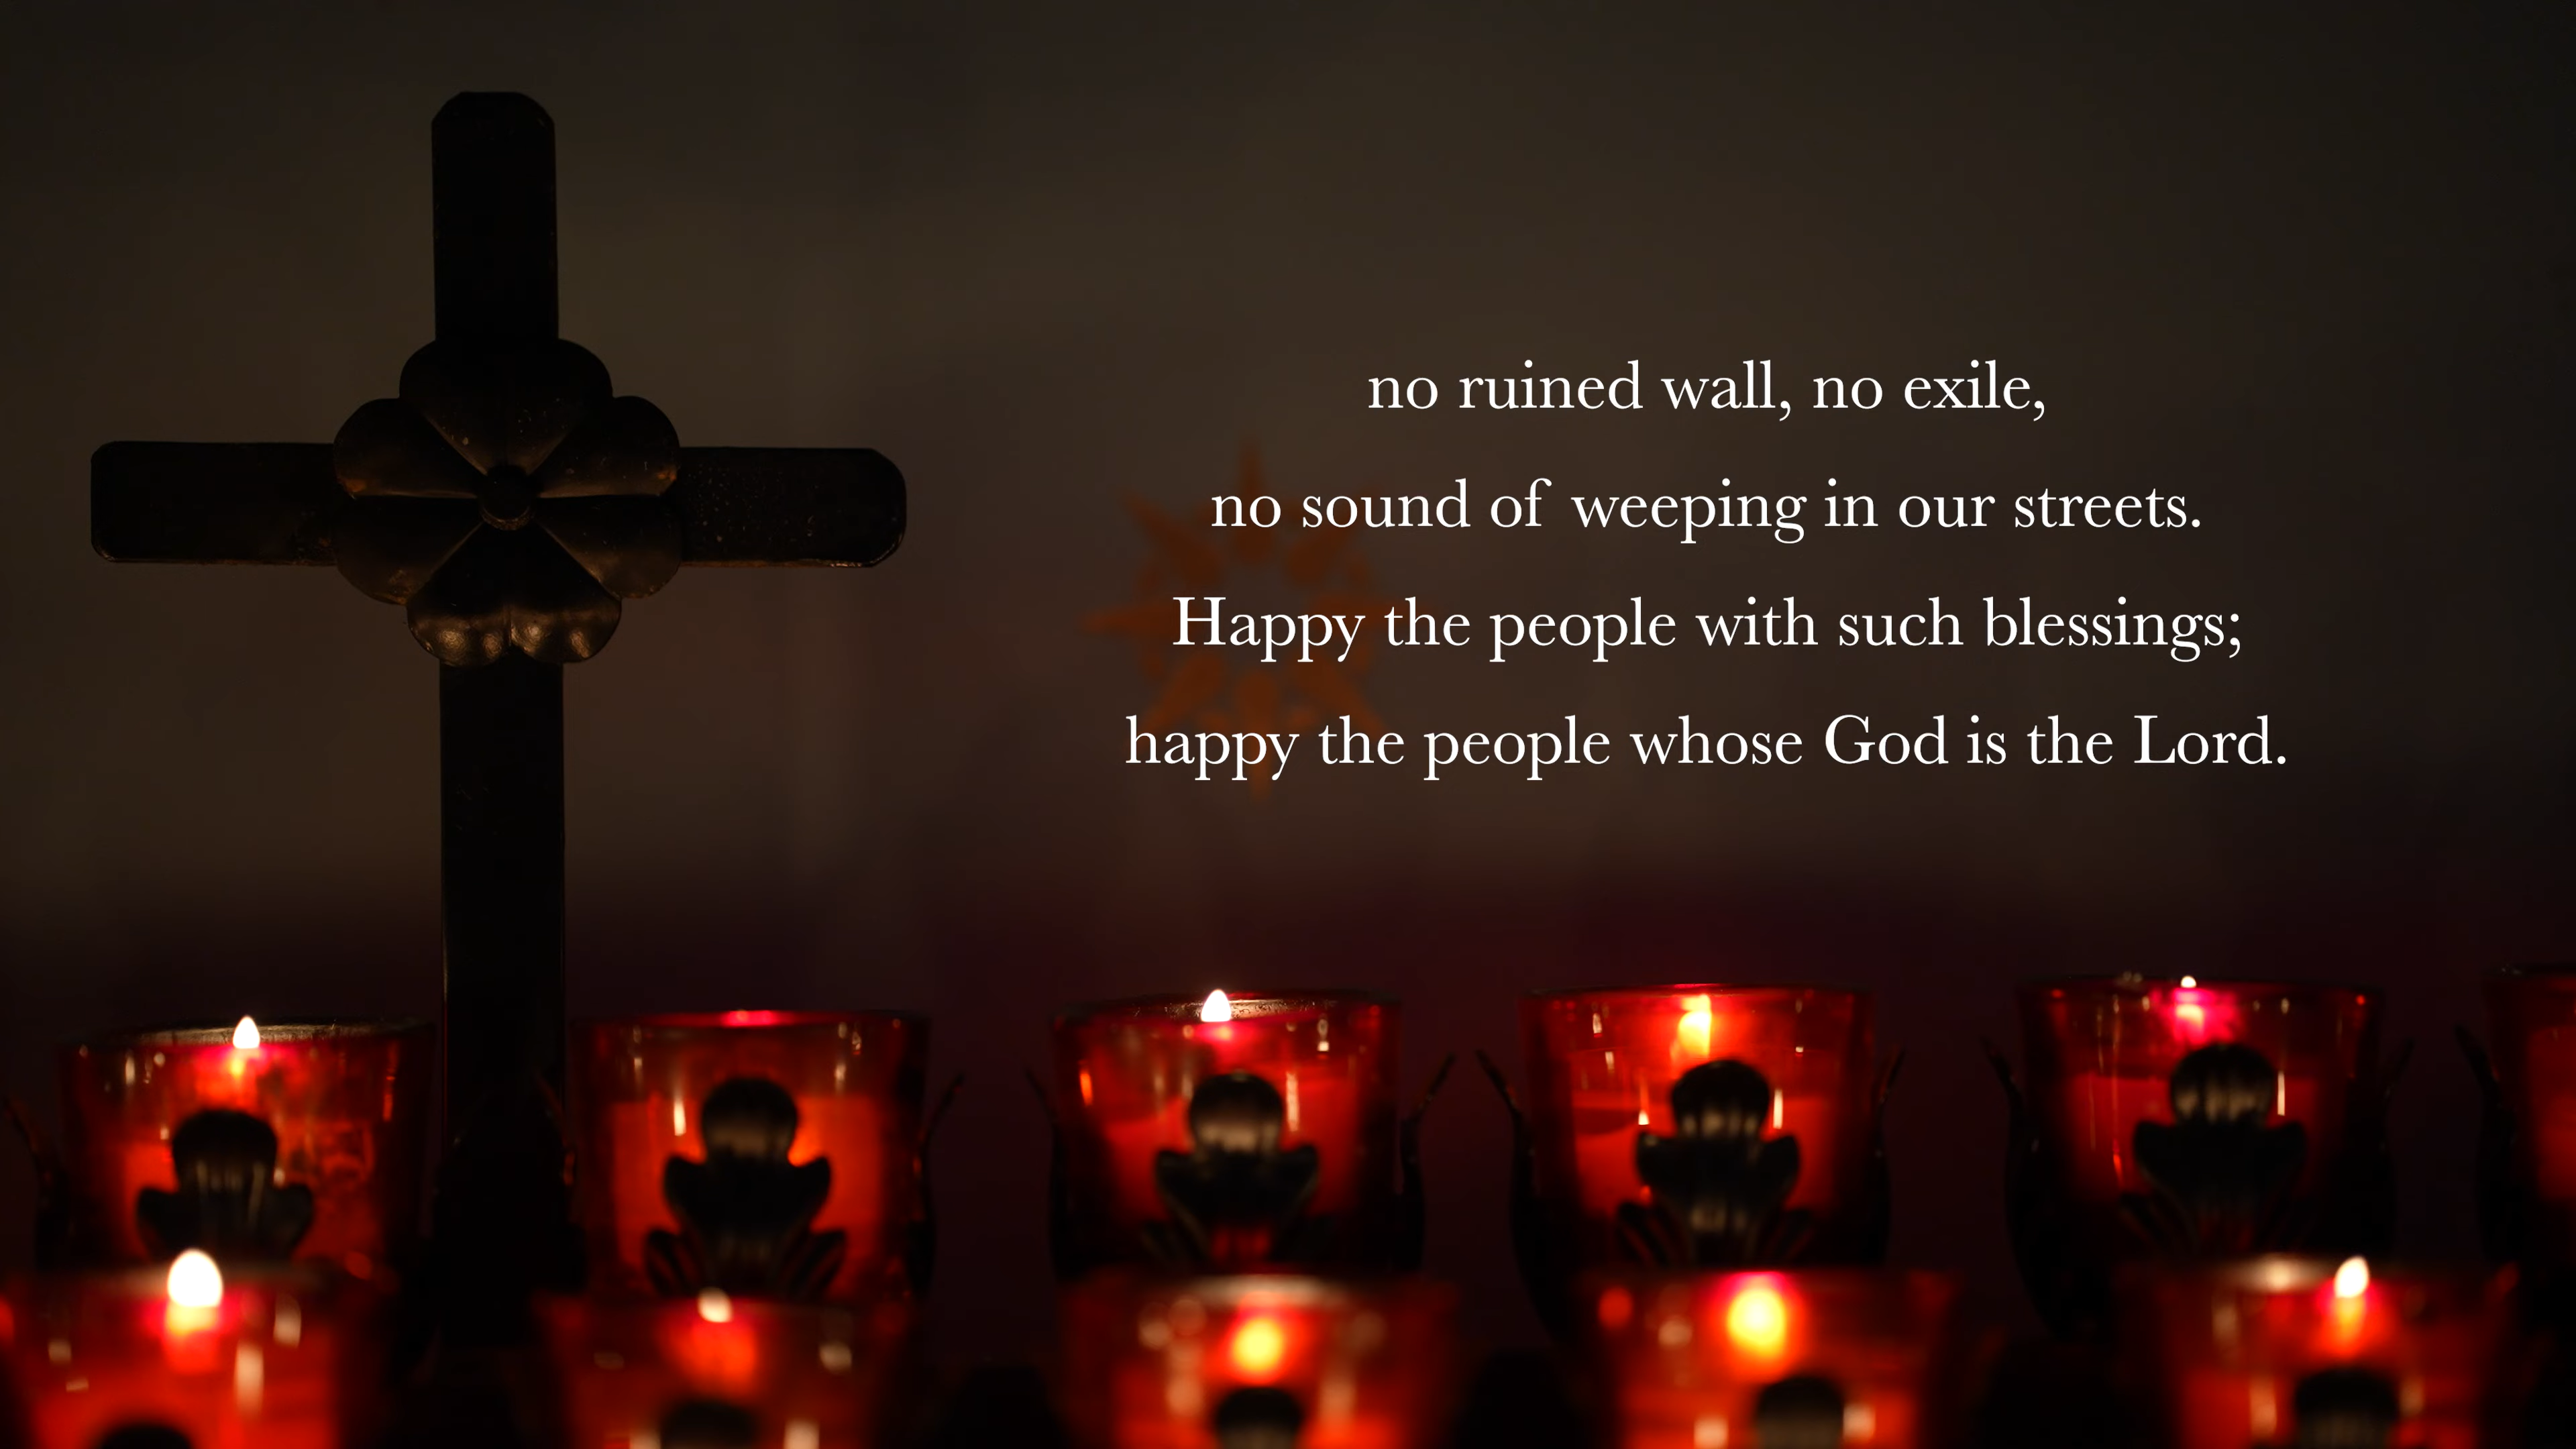 no ruined wall, no exile,
no sound of weeping in our streets.
Happy the people with such blessings;
happy the people whose God is the Lord.